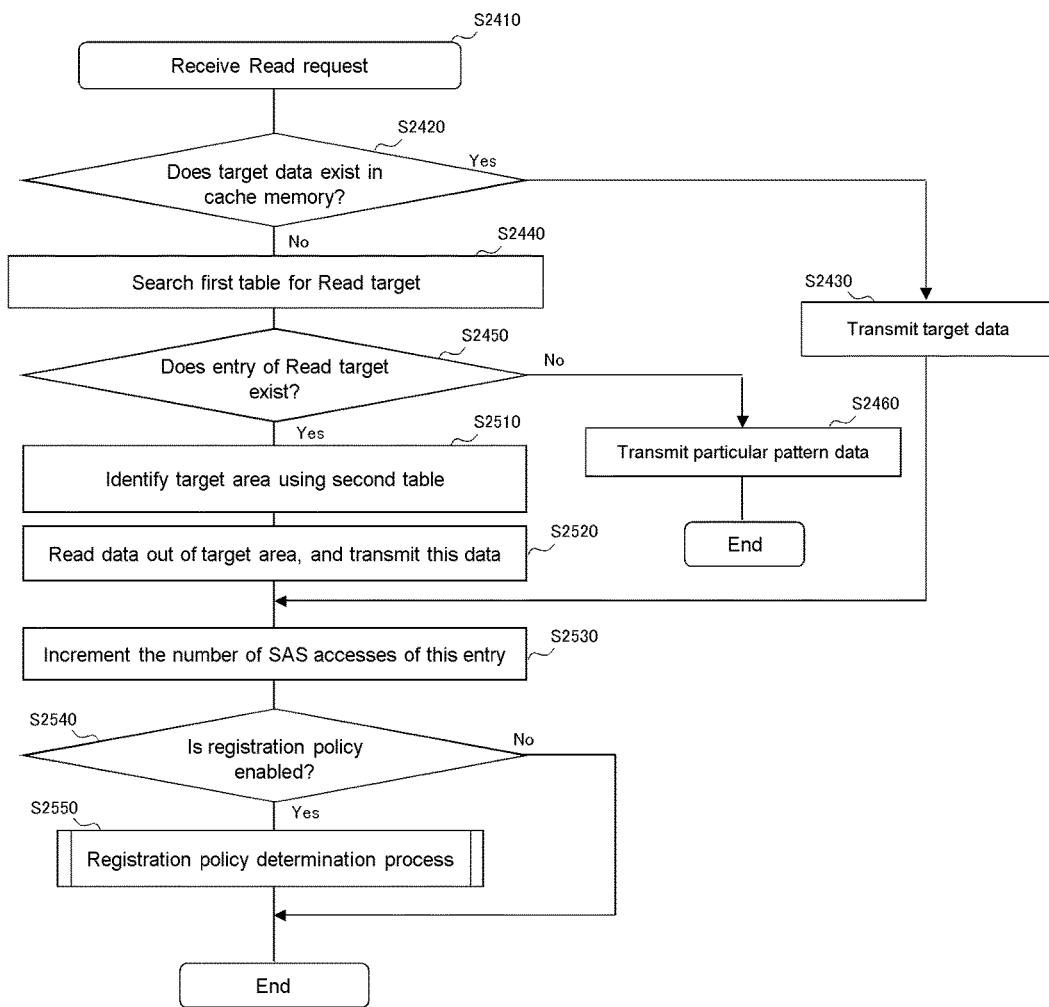 S2410
Receive Read request
S2420
Does target data exist in
cache memory?
Yes
No
S2440
Search first table for Read target
S2430
Transmit target data
S2450
Does entry of Read target
exist?
No
Yes
S2460
Transmit particular pattern data
End
S2510
Identify target area using second table
S2520
Read data out of target area, and transmit this data
S2530
Increment the number of SAS accesses of this entry
S2540
Is registration policy
enabled?
No
Yes
S2550
Registration policy determination process
End